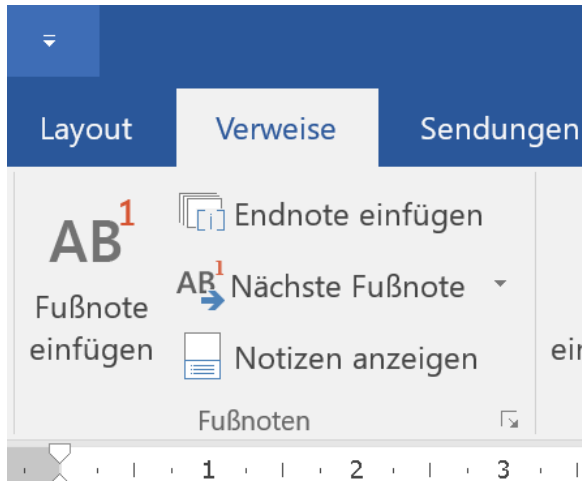 Layout Verweise Sendungen
AB1
Fußnote
einfügen
Endnote einfügen
AB1 Nächste Fußnote
Notizen anzeigen
Fußnoten
1 2 3